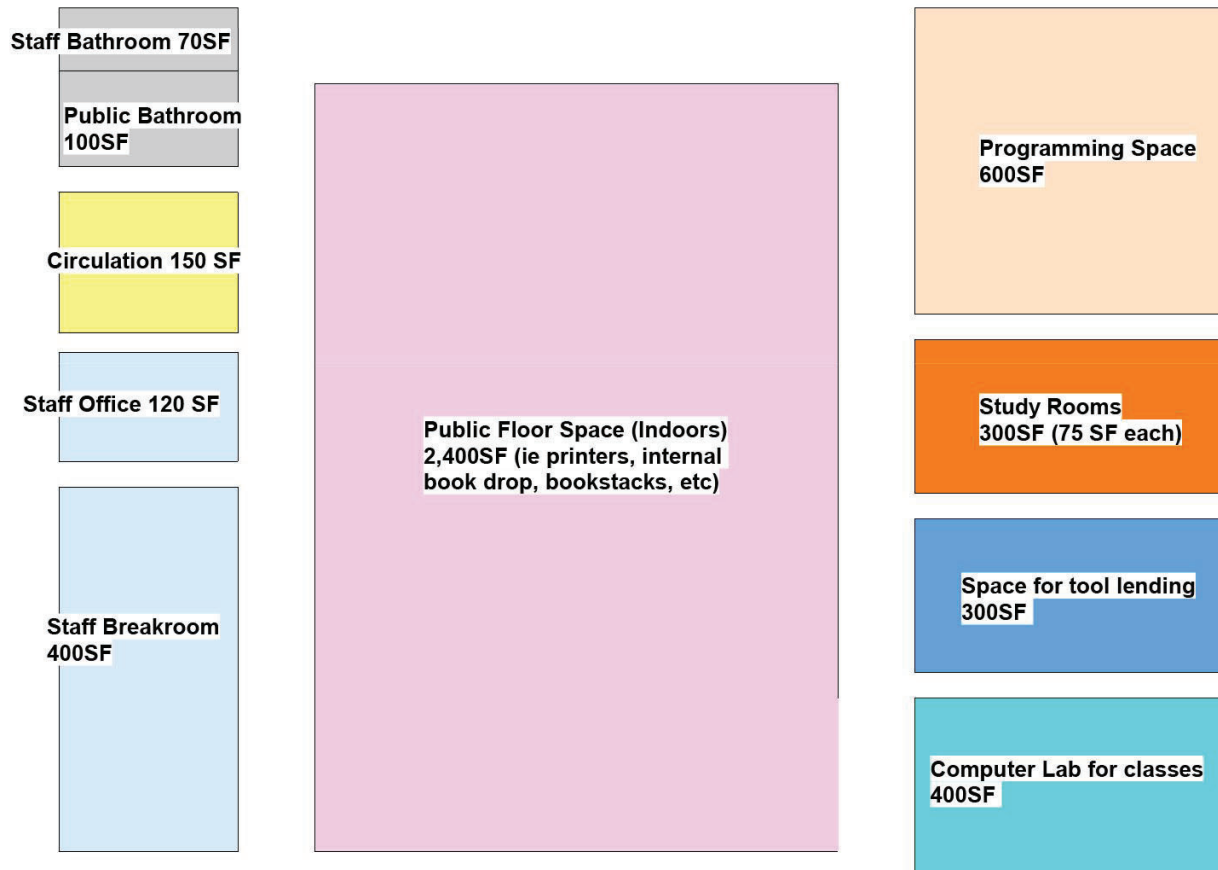 Staff Bathroom 70SF
Public Bathroom
100SF
Circulation 150 SF
Staff Office 120 SF
Staff Breakroom
400SF
Public Floor Space (Indoors)
2,400SF (ie printers, internal
book drop, bookstacks, etc)
Programming Space
600SF
Study Rooms
300SF (75 SF each)
Space for tool lending
300SF
Computer Lab for classes
400SF